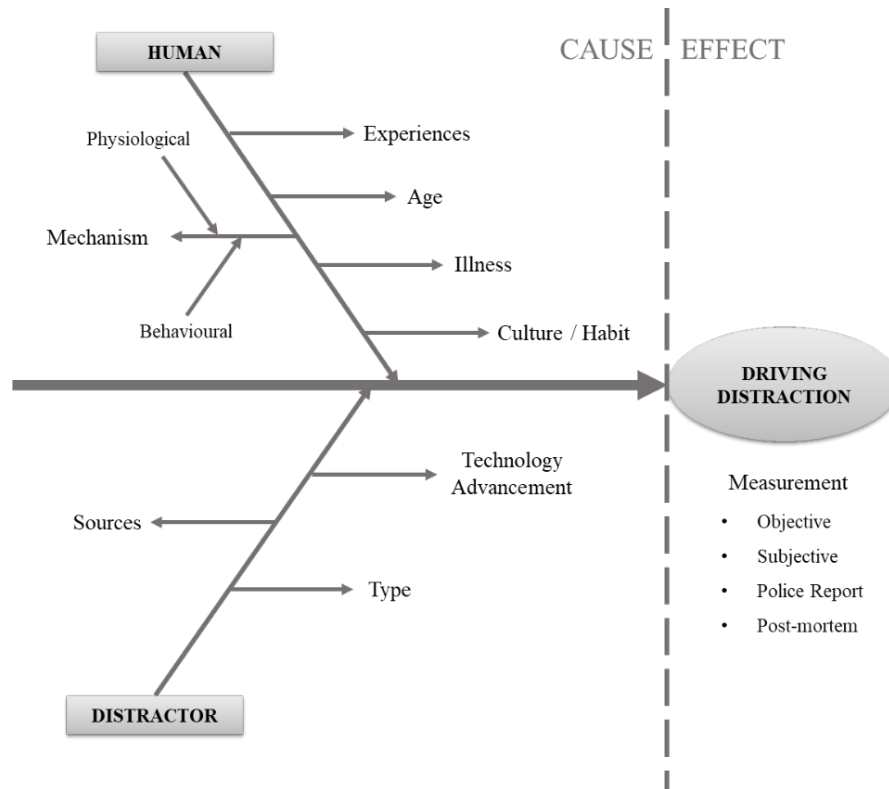 HUMAN
CAUSE
EFFECT
Experiences
Physiological
Age
Mechanism
Illness
Behavioural
Culture / Habit
DRIVING
DISTRACTION
Technology
Advancement
Measurement
Sources
• Objective
• Subjective
Type
• Police Report
• Post-mortem
DISTRACTOR